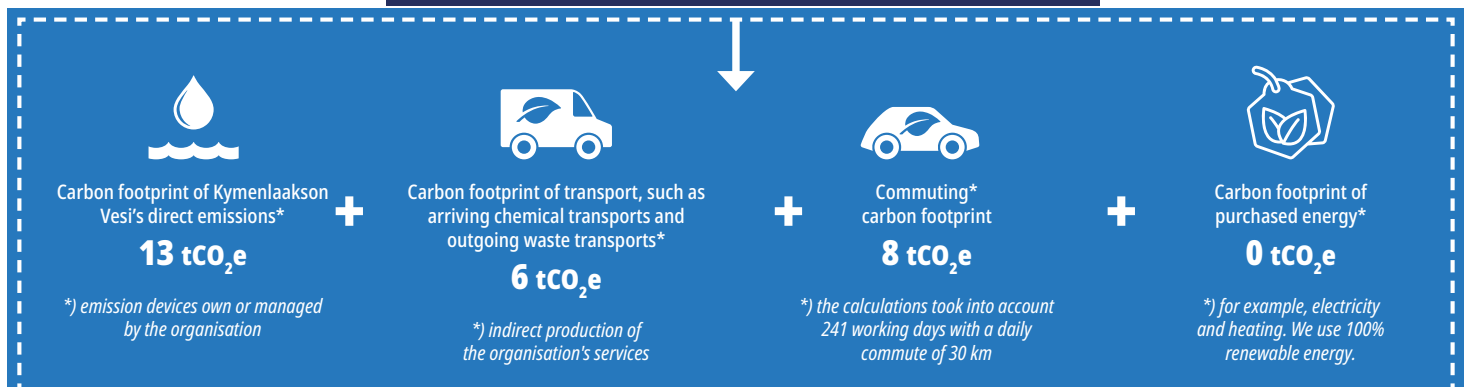 Carbon footprint of Kymenlaakson
Vesi's direct emissions*
13 tCO₂e
*) emission devices own or managed
by the organisation
+
Carbon footprint of transport, such as
arriving chemical transports and
outgoing waste transports*
6 tCO₂e
*) indirect production of
the organisation's services
+
Commuting*
carbon footprint
8 tCO₂e
*) the calculations took into account
241 working days with a daily
commute of 30 km
+
Carbon footprint of
purchased energy*
0 tCO₂e
*) for example, electricity
and heating. We use 100%
renewable energy.